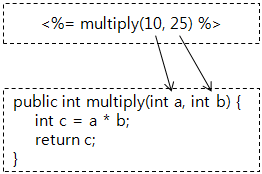 <%= multiply(10, 25) %>
public int multiply(int a, int b) {
int c = a * b;
return c;
}